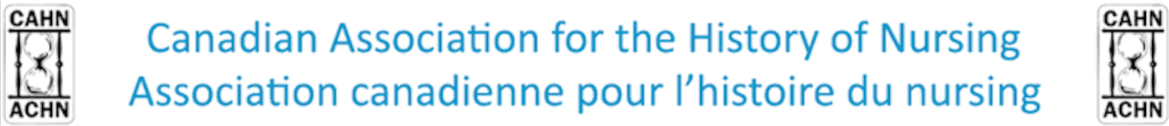 CAHN
ACHN
Canadian Association for the History of Nursing
Association canadienne pour l'histoire du nursing
CAHN
ACHN